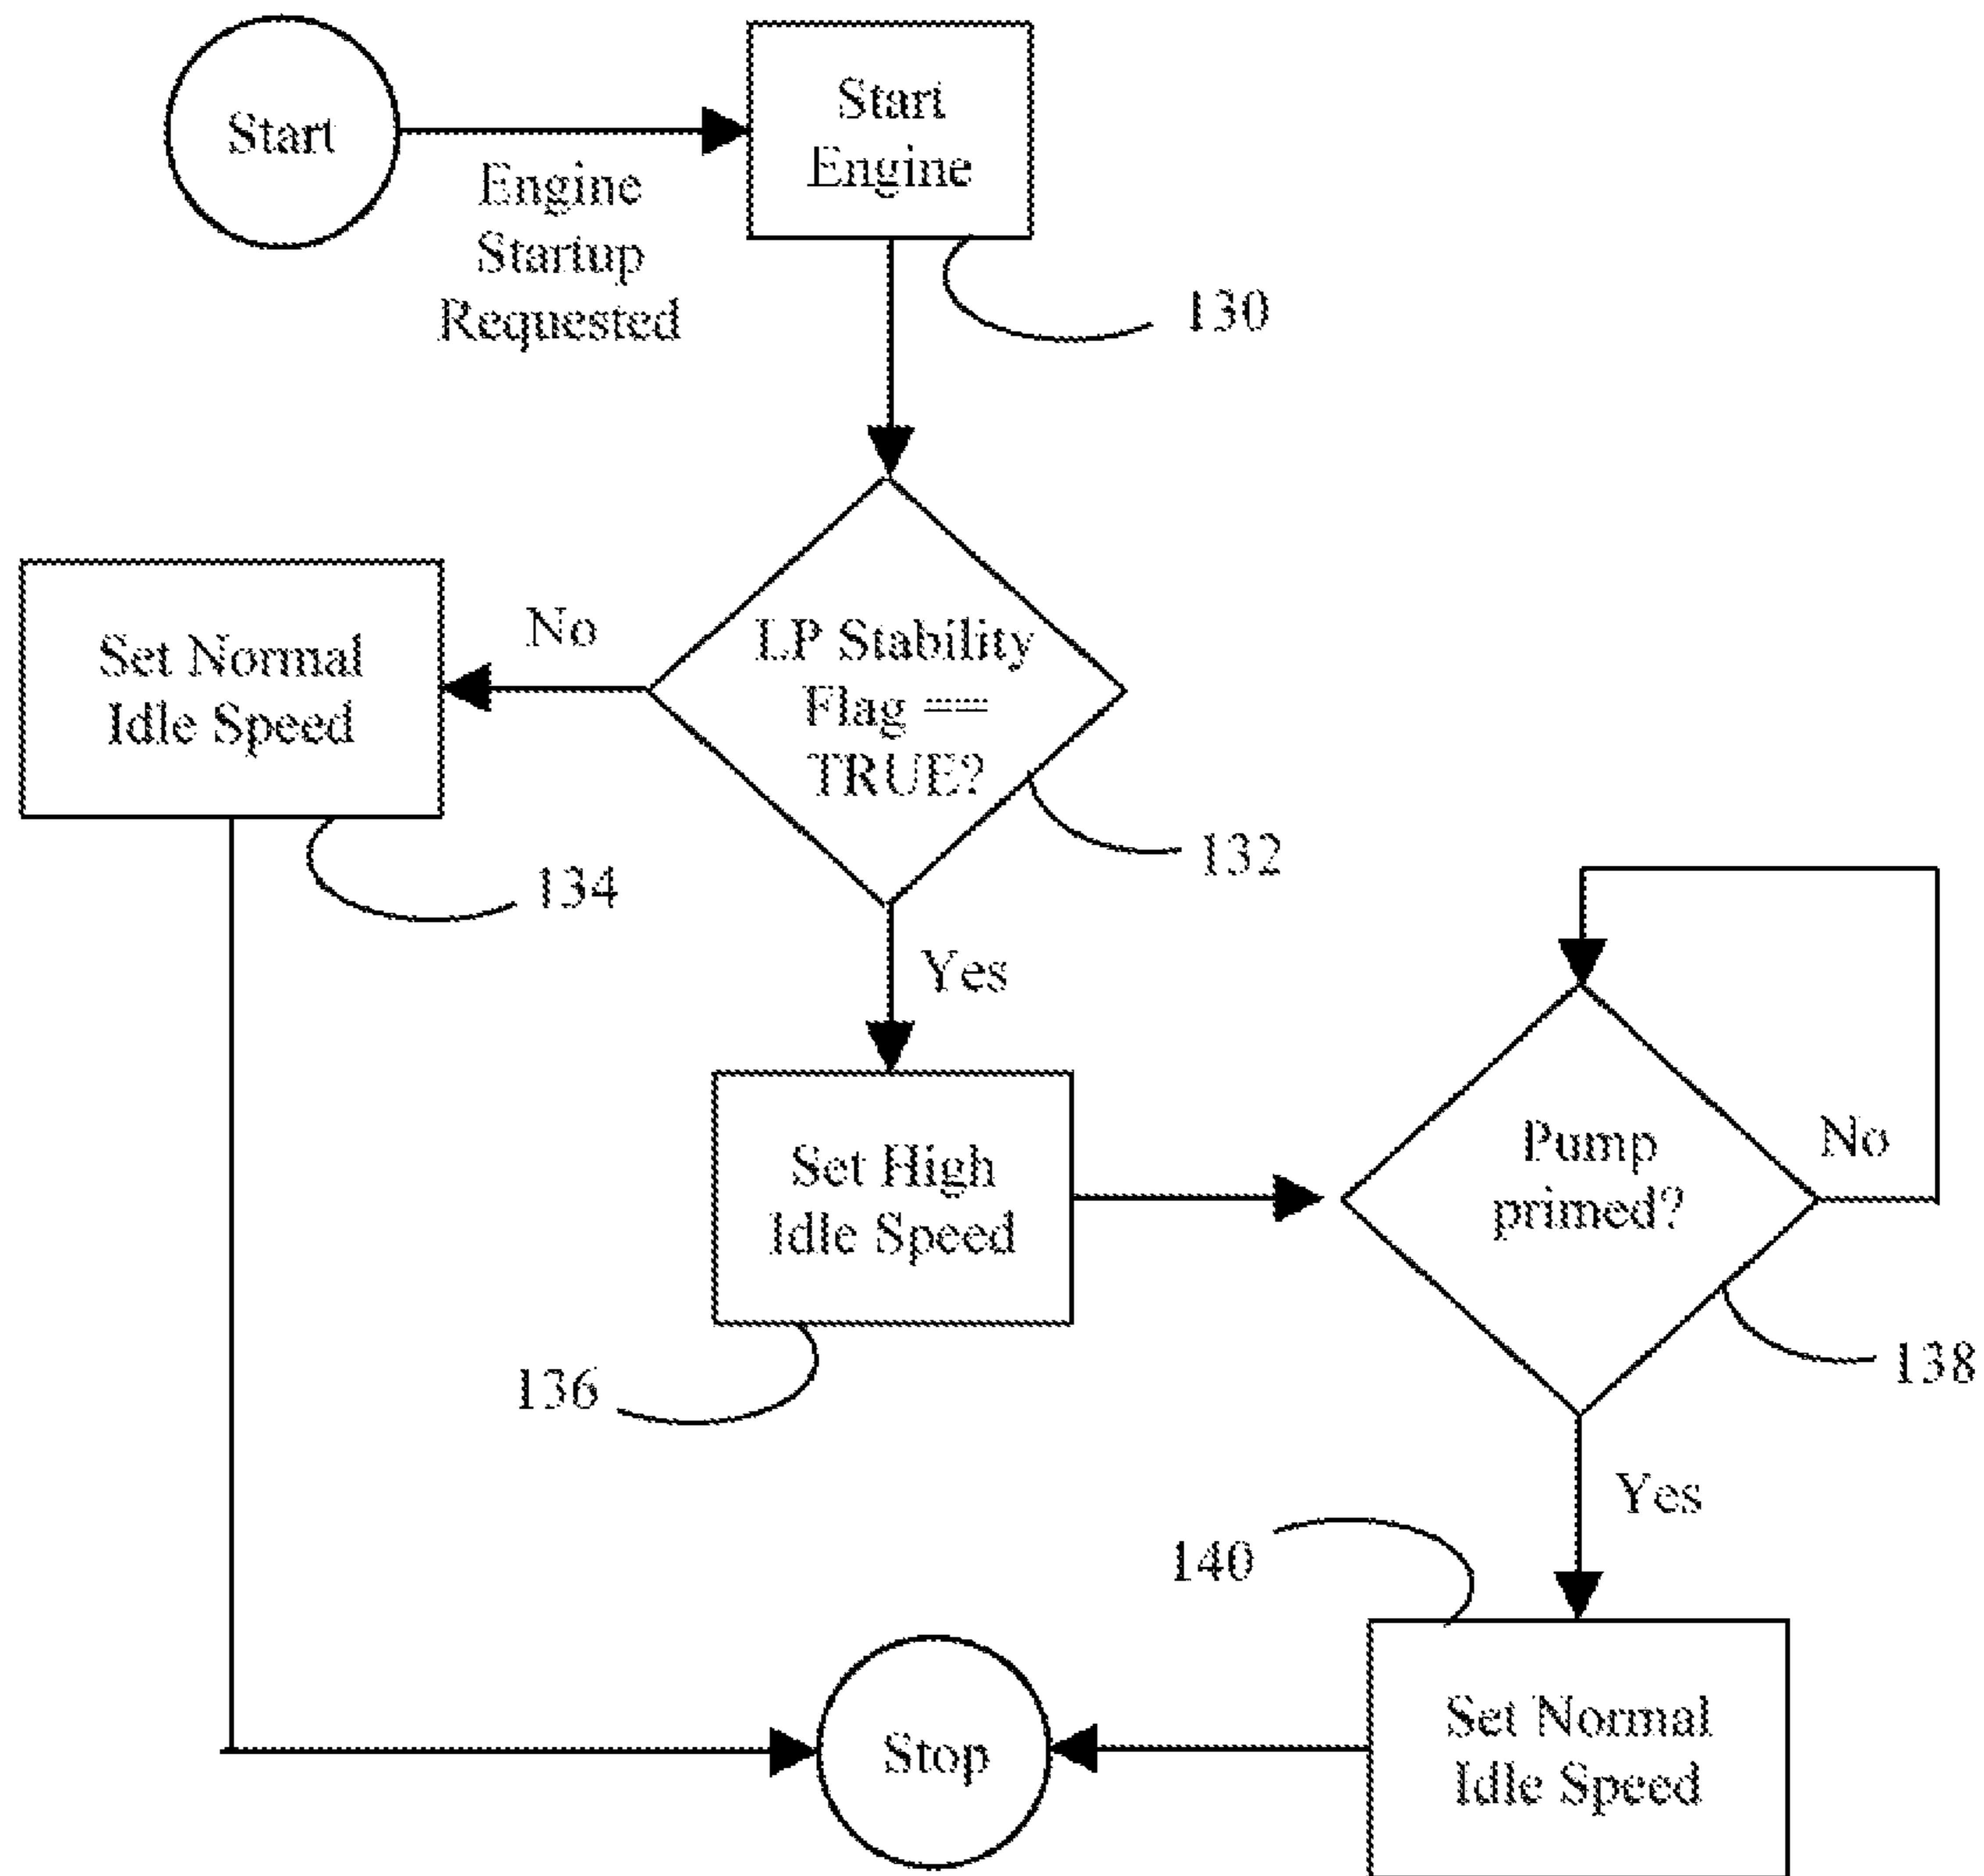 Start
Engine
Startup
Requested
Start
Engine
130
LP Stability
Flag ==
TRUE?
132
No
Set Normal
Idle Speed
134
Yes
Set High
Idle Speed
136
Pump
primed?
No
138
Yes
140
Set Normal
Idle Speed
Stop